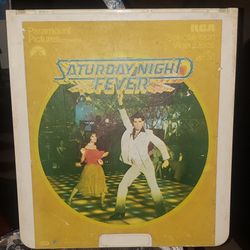 Paramount
Pictures
RCA
SATURDAY NIGHT
FEVER